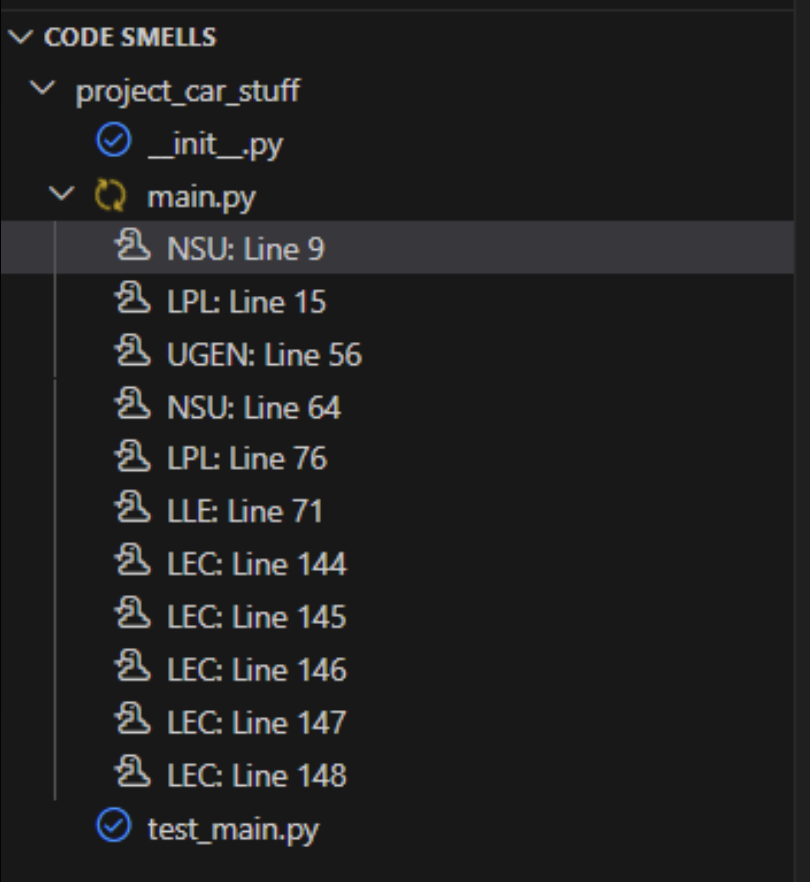 CODE SMELLS
project_car_stuff
__init__.py
main.py
NSU: Line 9
LPL: Line 15
UGEN: Line 56
NSU: Line 64
LPL: Line 76
LLE: Line 71
LEC: Line 144
LEC: Line 145
LEC: Line 146
LEC: Line 147
LEC: Line 148
test_main.py